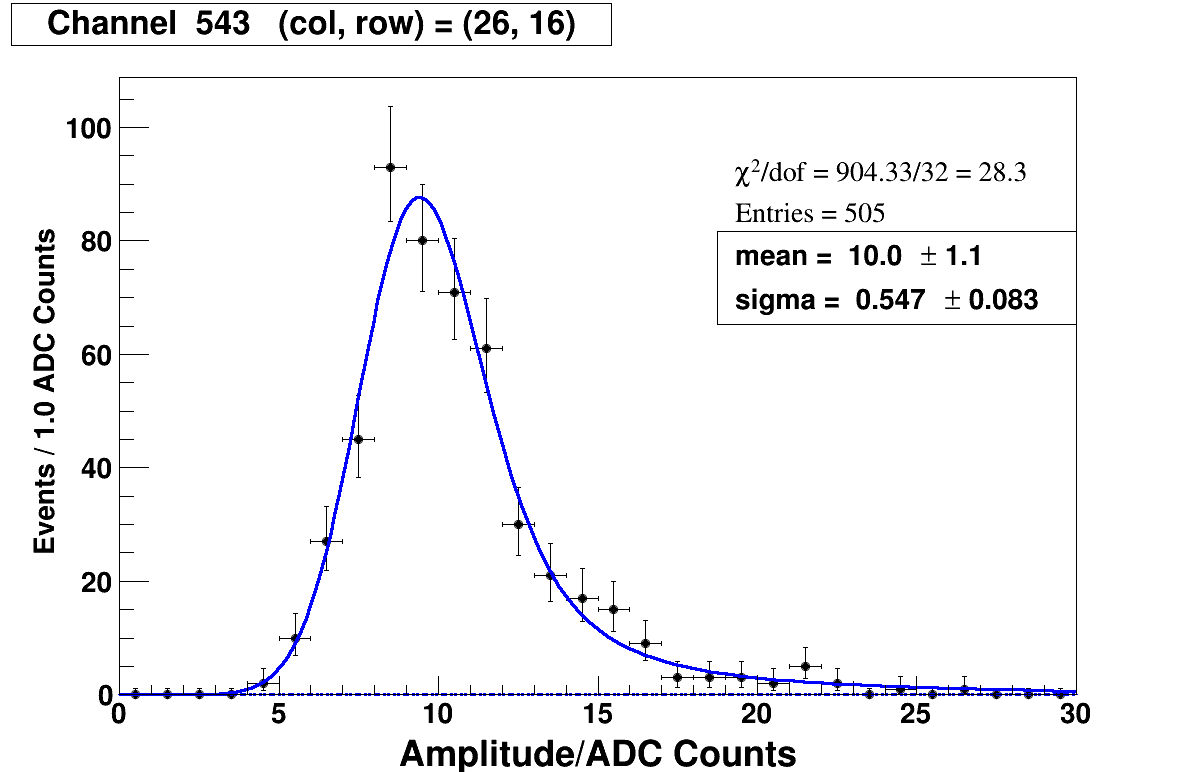 Channel 543 (col, row) = (26, 16)
χ²/dof = 904.33/32 = 28.3
Entries = 505
mean = 10.0 ± 1.1
sigma = 0.547 ± 0.083
Events / 1.0 ADC Counts
100
80
60
40
20
0
0 5 10 15 20 25 30
Amplitude/ADC Counts